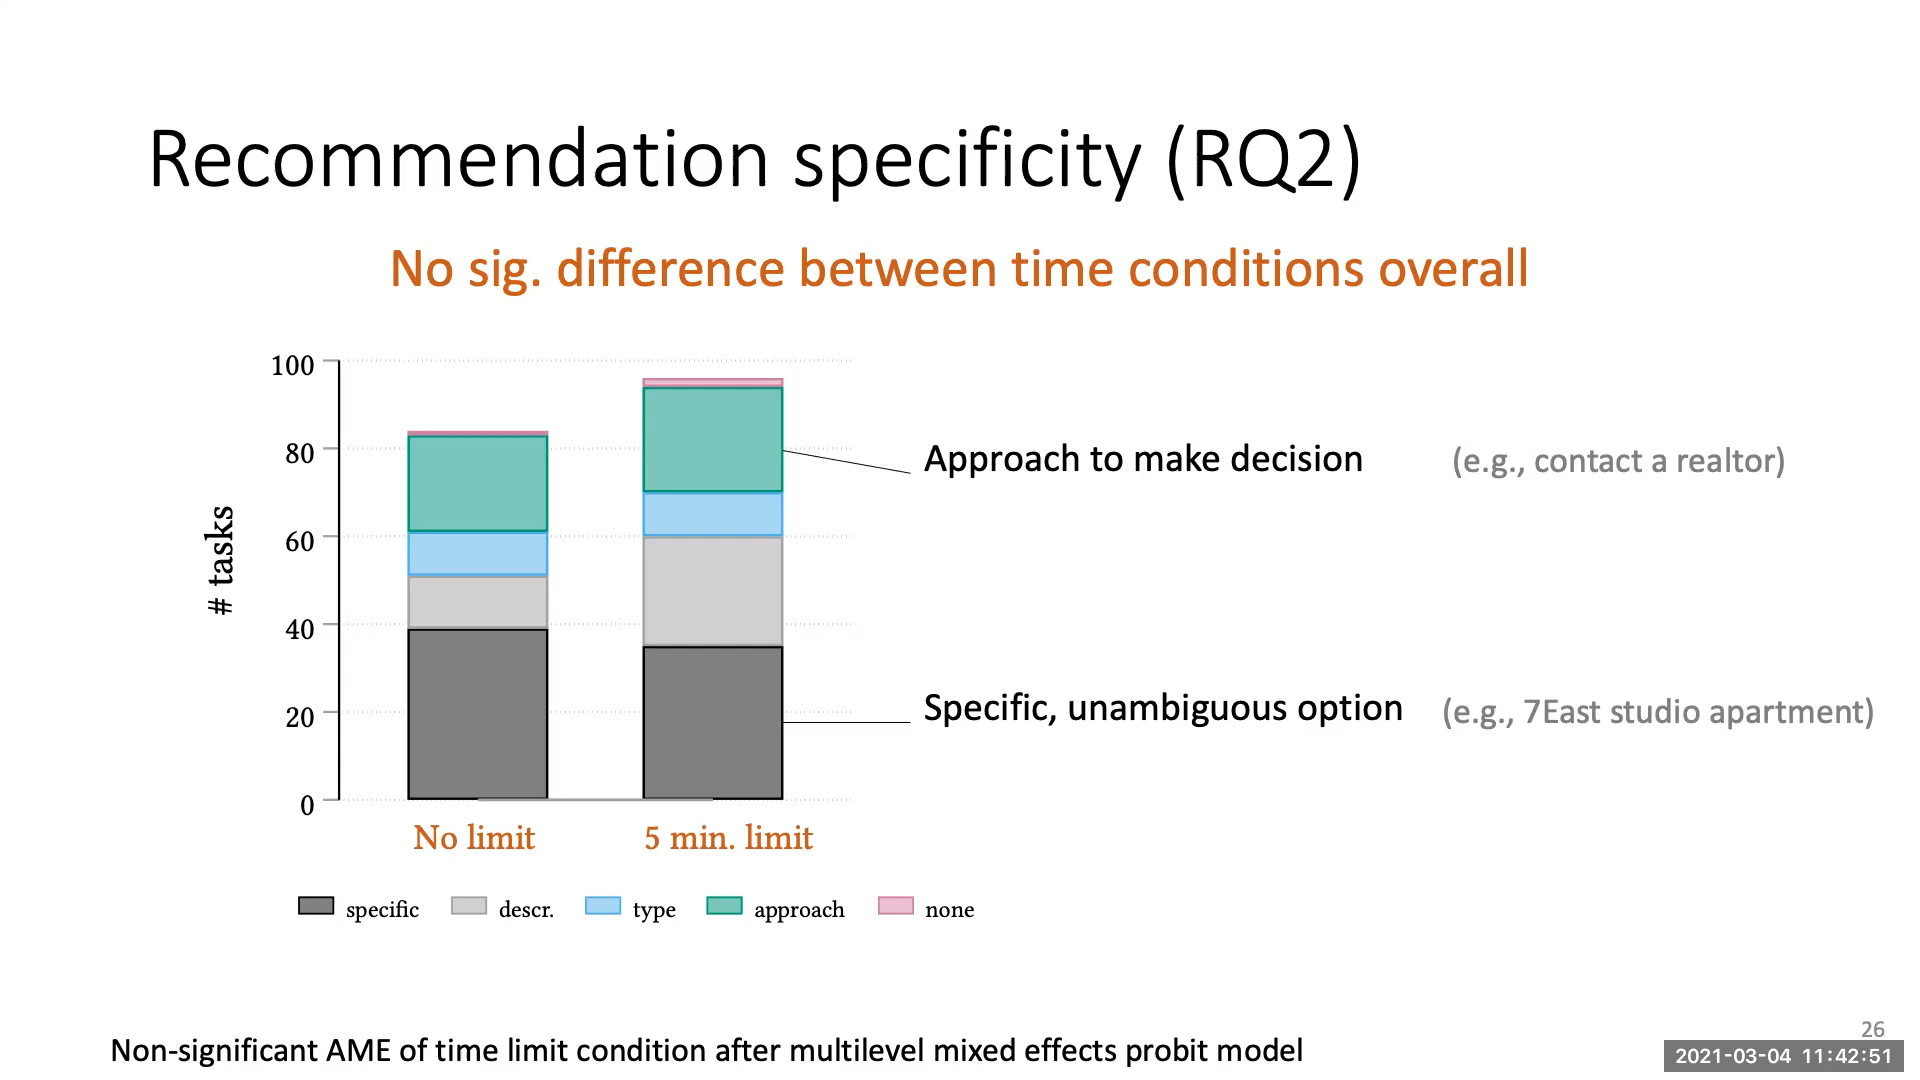 Recommendation specificity (RQ2)
No sig. difference between time conditions overall
100
80
60
40
20
0
# tasks
Approach to make decision (e.g., contact a realtor)
Specific, unambiguous option (e.g., 7East studio apartment)
No limit 5 min. limit
specific descr. type approach none
Non-significant AME of time limit condition after multilevel mixed effects probit model
26
2021-03-04 11:42:51